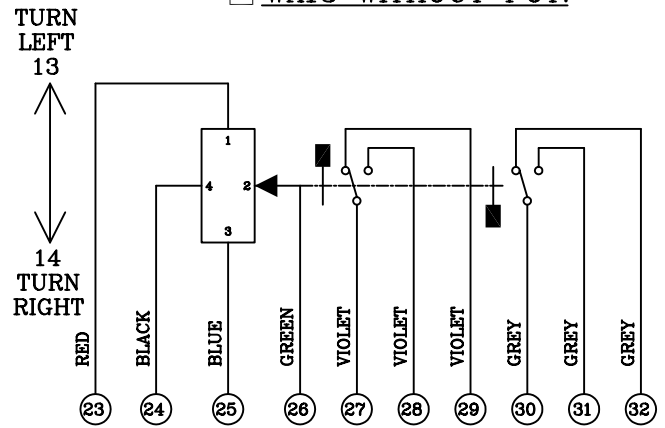 TURN
LEFT
13
14
TURN
RIGHT
1
4
2
3
RED
BLACK
BLUE
GREEN
VIOLET
VIOLET
VIOLET
GREY
GREY
GREY
23
24
25
26
27
28
29
30
31
32